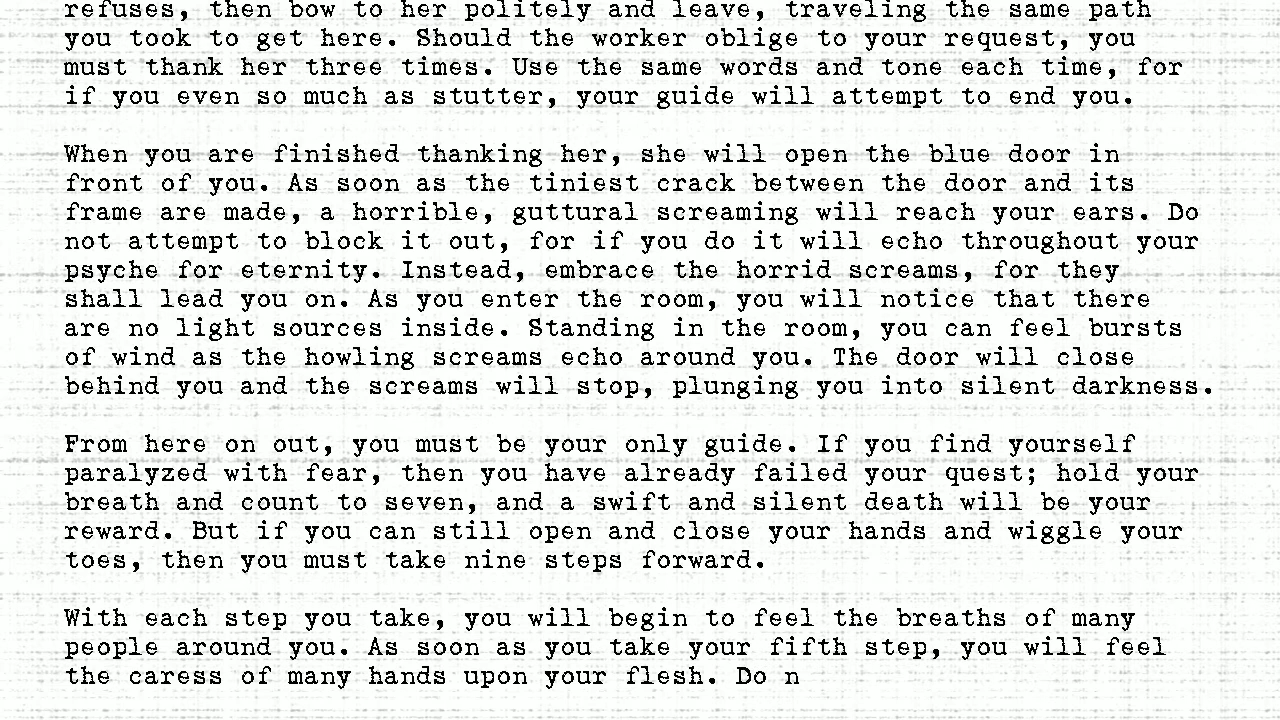 refuses, then bow to her politely and leave, traveling the same path
you took to get here. Should the worker oblige to your request, you
must thank her three times. Use the same words and tone each time, for
if you even so much as stutter, your guide will attempt to end you.

When you are finished thanking her, she will open the blue door in
front of you. As soon as the tiniest crack between the door and its
frame are made, a horrible, guttural screaming will reach your ears. Do
not attempt to block it out, for if you do it will echo throughout your
psyche for eternity. Instead, embrace the horrid screams, for they
shall lead you on. As you enter the room, you will notice that there
are no light sources inside. Standing in the room, you can feel bursts
of wind as the howling screams echo around you. The door will close
behind you and the screams will stop, plunging you into silent darkness.

From here on out, you must be your only guide. If you find yourself
paralyzed with fear, then you have already failed your quest; hold your
breath and count to seven, and a swift and silent death will be your
reward. But if you can still open and close your hands and wiggle your
toes, then you must take nine steps forward.

With each step you take, you will begin to feel the breaths of many
people around you. As soon as you take your fifth step, you will feel
the caress of many hands upon your flesh. Do n